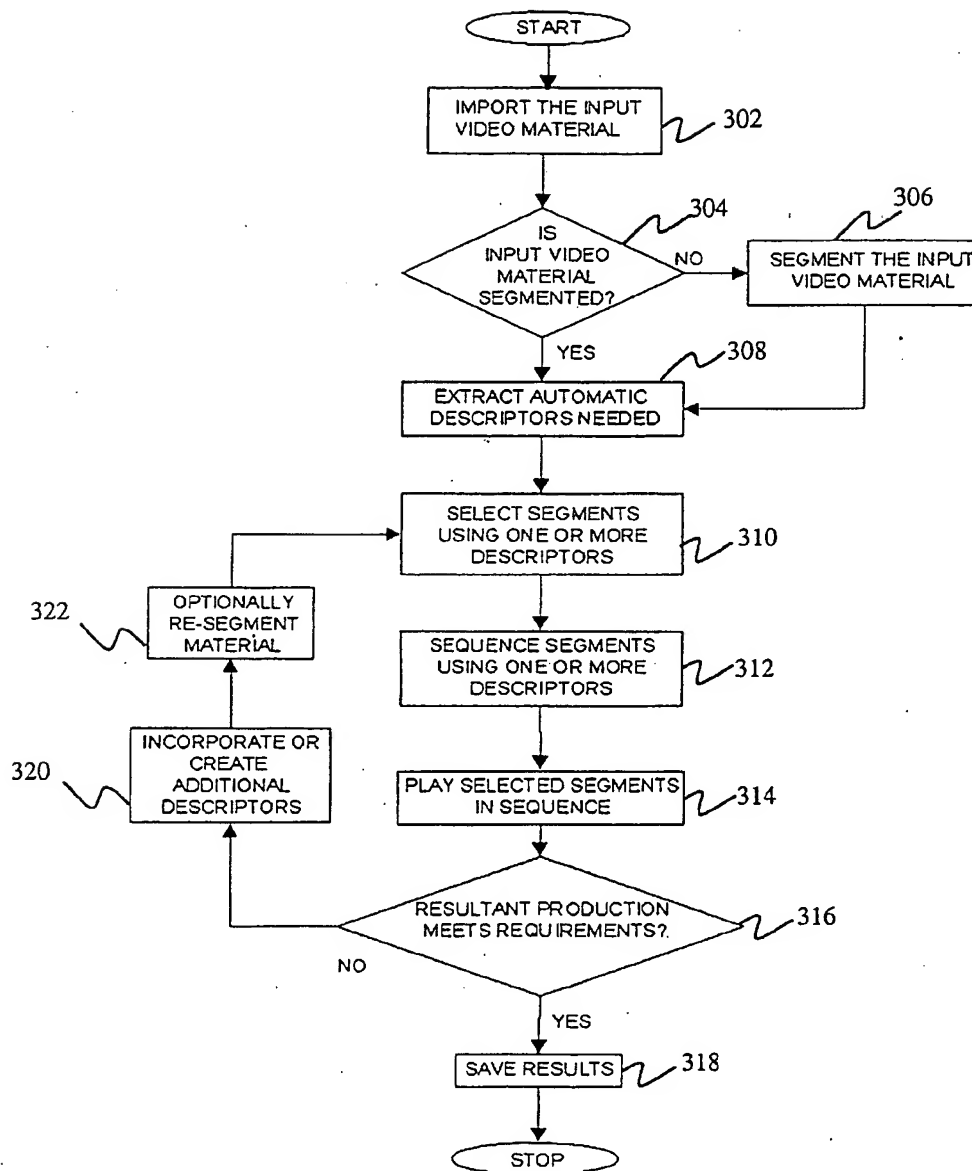 START
IMPORT THE INPUT
VIDEO MATERIAL
302
304
IS
INPUT VIDEO
MATERIAL
SEGMENTED?
NO
306
SEGMENT THE INPUT
VIDEO MATERIAL
YES
308
EXTRACT AUTOMATIC
DESCRIPTORS NEEDED
SELECT SEGMENTS
USING ONE OR MORE
DESCRIPTORS
310
322
OPTIONALLY
RE-SEGMENT
MATERIAL
SEQUENCE SEGMENTS
USING ONE OR MORE
DESCRIPTORS
312
320
INCORPORATE OR
CREATE
ADDITIONAL
DESCRIPTORS
PLAY SELECTED SEGMENTS
IN SEQUENCE
314
RESULTANT PRODUCTION
MEETS REQUIREMENTS?
316
NO
YES
SAVE RESULTS
318
STOP